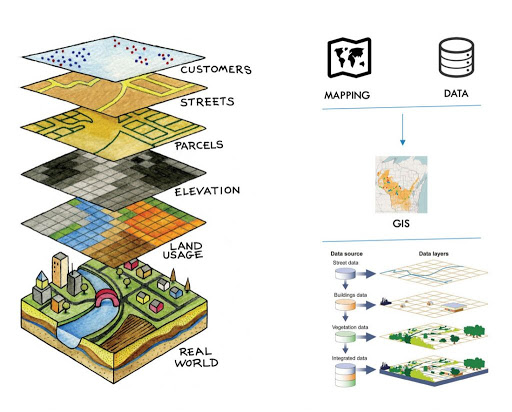 CUSTOMERS
STREETS
PARCELS
ELEVATION
LAND
USAGE
REAL
WORLD
MAPPING
DATA
GIS
Data source
Data layers
Street data
Buildings data
Vegetation data
Integrated data